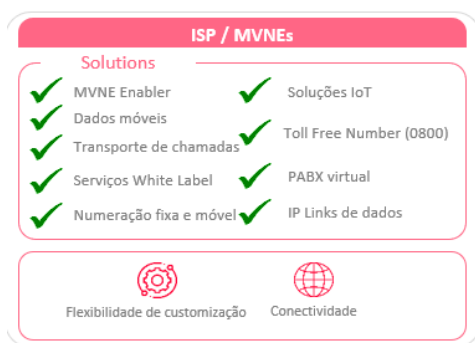 ISP / MVNEs
Solutions
MVNE Enabler
Dados móveis
Transporte de chamadas
Serviços White Label
Numeração fixa e móvel
Soluções IoT
Toll Free Number (0800)
PABX virtual
IP Links de dados
Flexibilidade de customização
Conectividade